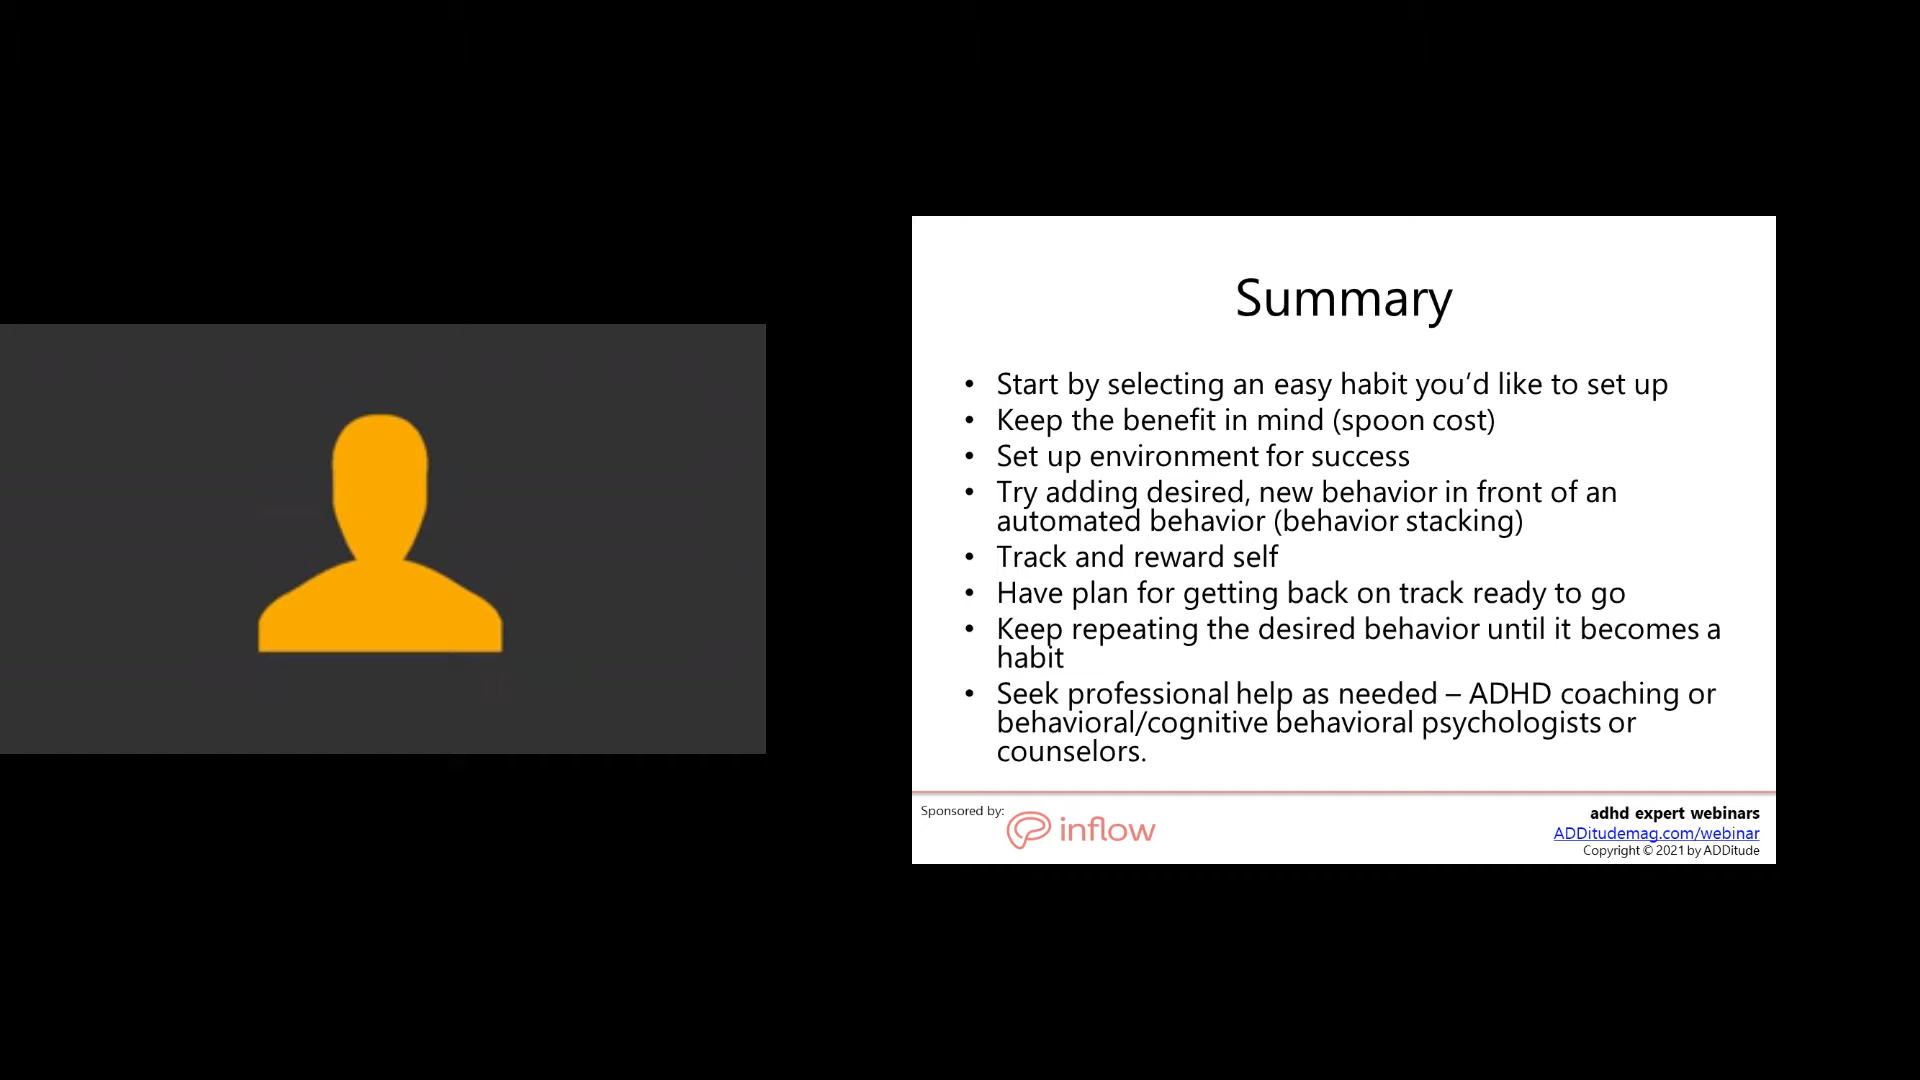 Summary
• Start by selecting an easy habit you’d like to set up
• Keep the benefit in mind (spoon cost)
• Set up environment for success
• Try adding desired, new behavior in front of an
automated behavior (behavior stacking)
• Track and reward self
• Have plan for getting back on track ready to go
• Keep repeating the desired behavior until it becomes a
habit
• Seek professional help as needed – ADHD coaching or
behavioral/cognitive behavioral psychologists or
counselors.
Sponsored by:
inflow
adhd expert webinars
ADDitudemag.com/webinar
Copyright © 2021 by ADDitude